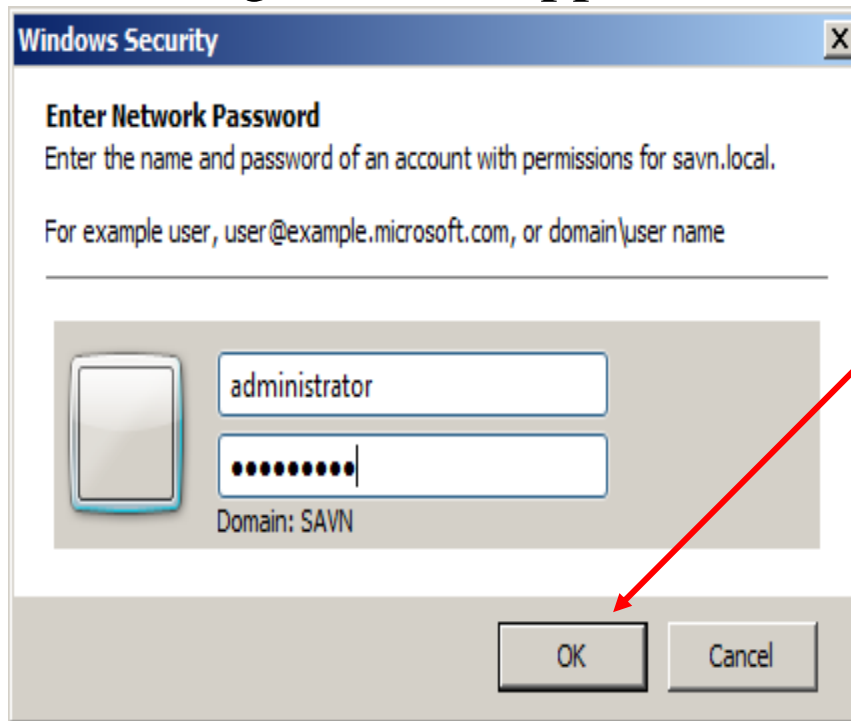 Windows Security
X
Enter Network Password
Enter the name and password of an account with permissions for savn.local.
For example user, user@example.microsoft.com, or domain\user name
administrator
•••••••••
Domain: SAVN
OK
Cancel